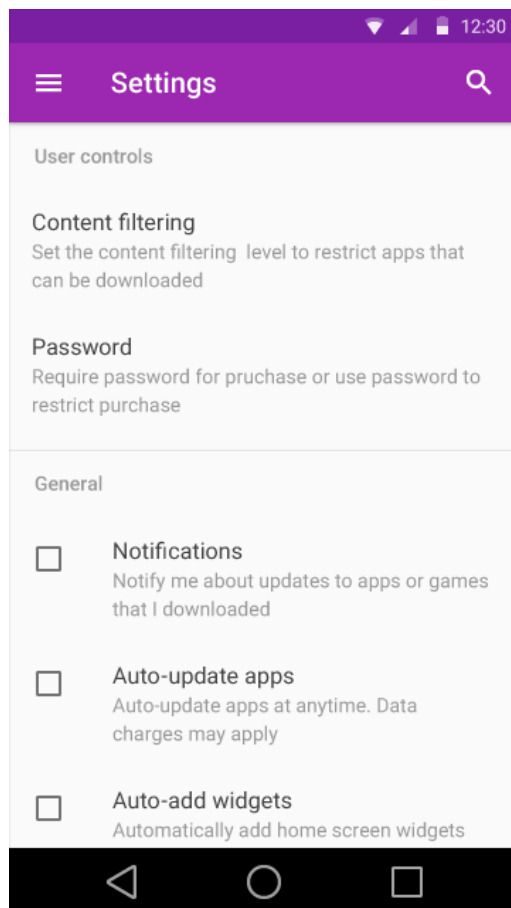 12:30
Settings
User controls
Content filtering
Set the content filtering  level to restrict apps that
can be downloaded
Password
Require password for pruchase or use password to
restrict purchase
General
Notifications
Notify me about updates to apps or games
that I downloaded
Auto-update apps
Auto-update apps at anytime. Data
charges may apply
Auto-add widgets
Automatically add home screen widgets